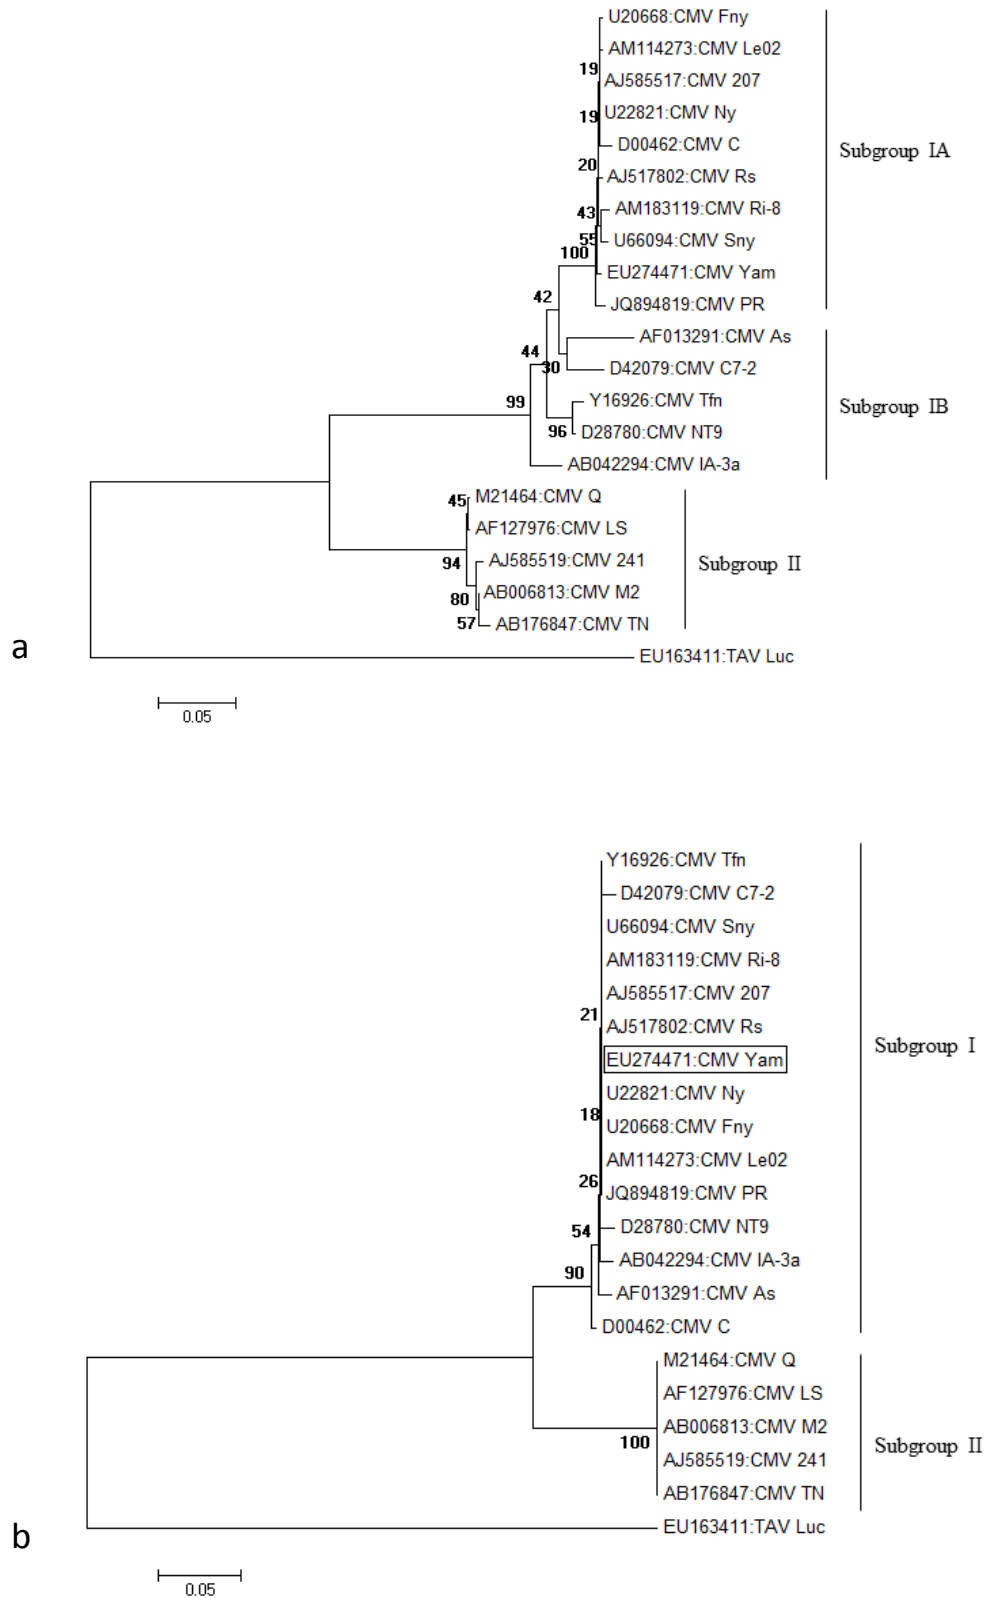 U20668:CMV Fny
AM114273:CMV Le02
19
AJ585517:CMV 207
19
U22821:CMV Ny
D00462:CMV C
Subgroup IA
20
AJ517802:CMV Rs
43
AM183119:CMV Ri-8
55
U66094:CMV Sny
100
EU274471:CMV Yam
42
JQ894819:CMV PR
AF013291:CMV As
44
30
D42079:CMV C7-2
99
Y16926:CMV Tfn
Subgroup IB
96
D28780:CMV NT9
AB042294:CMV IA-3a
45
M21464:CMV Q
AF127976:CMV LS
94
AJ585519:CMV 241
Subgroup II
80
AB006813:CMV M2
57
AB176847:CMV TN
a
EU163411:TAV Luc
0.05
Y16926:CMV Tfn
D42079:CMV C7-2
U66094:CMV Sny
AM183119:CMV Ri-8
AJ585517:CMV 207
21
AJ517802:CMV Rs
Subgroup I
EU274471:CMV Yam
U22821:CMV Ny
18
U20668:CMV Fny
AM114273:CMV Le02
26
JQ894819:CMV PR
54
D28780:CMV NT9
AB042294:CMV IA-3a
90
AF013291:CMV As
D00462:CMV C
M21464:CMV Q
AF127976:CMV LS
AB006813:CMV M2
100
Subgroup II
AJ585519:CMV 241
AB176847:CMV TN
EU163411:TAV Luc
b
0.05